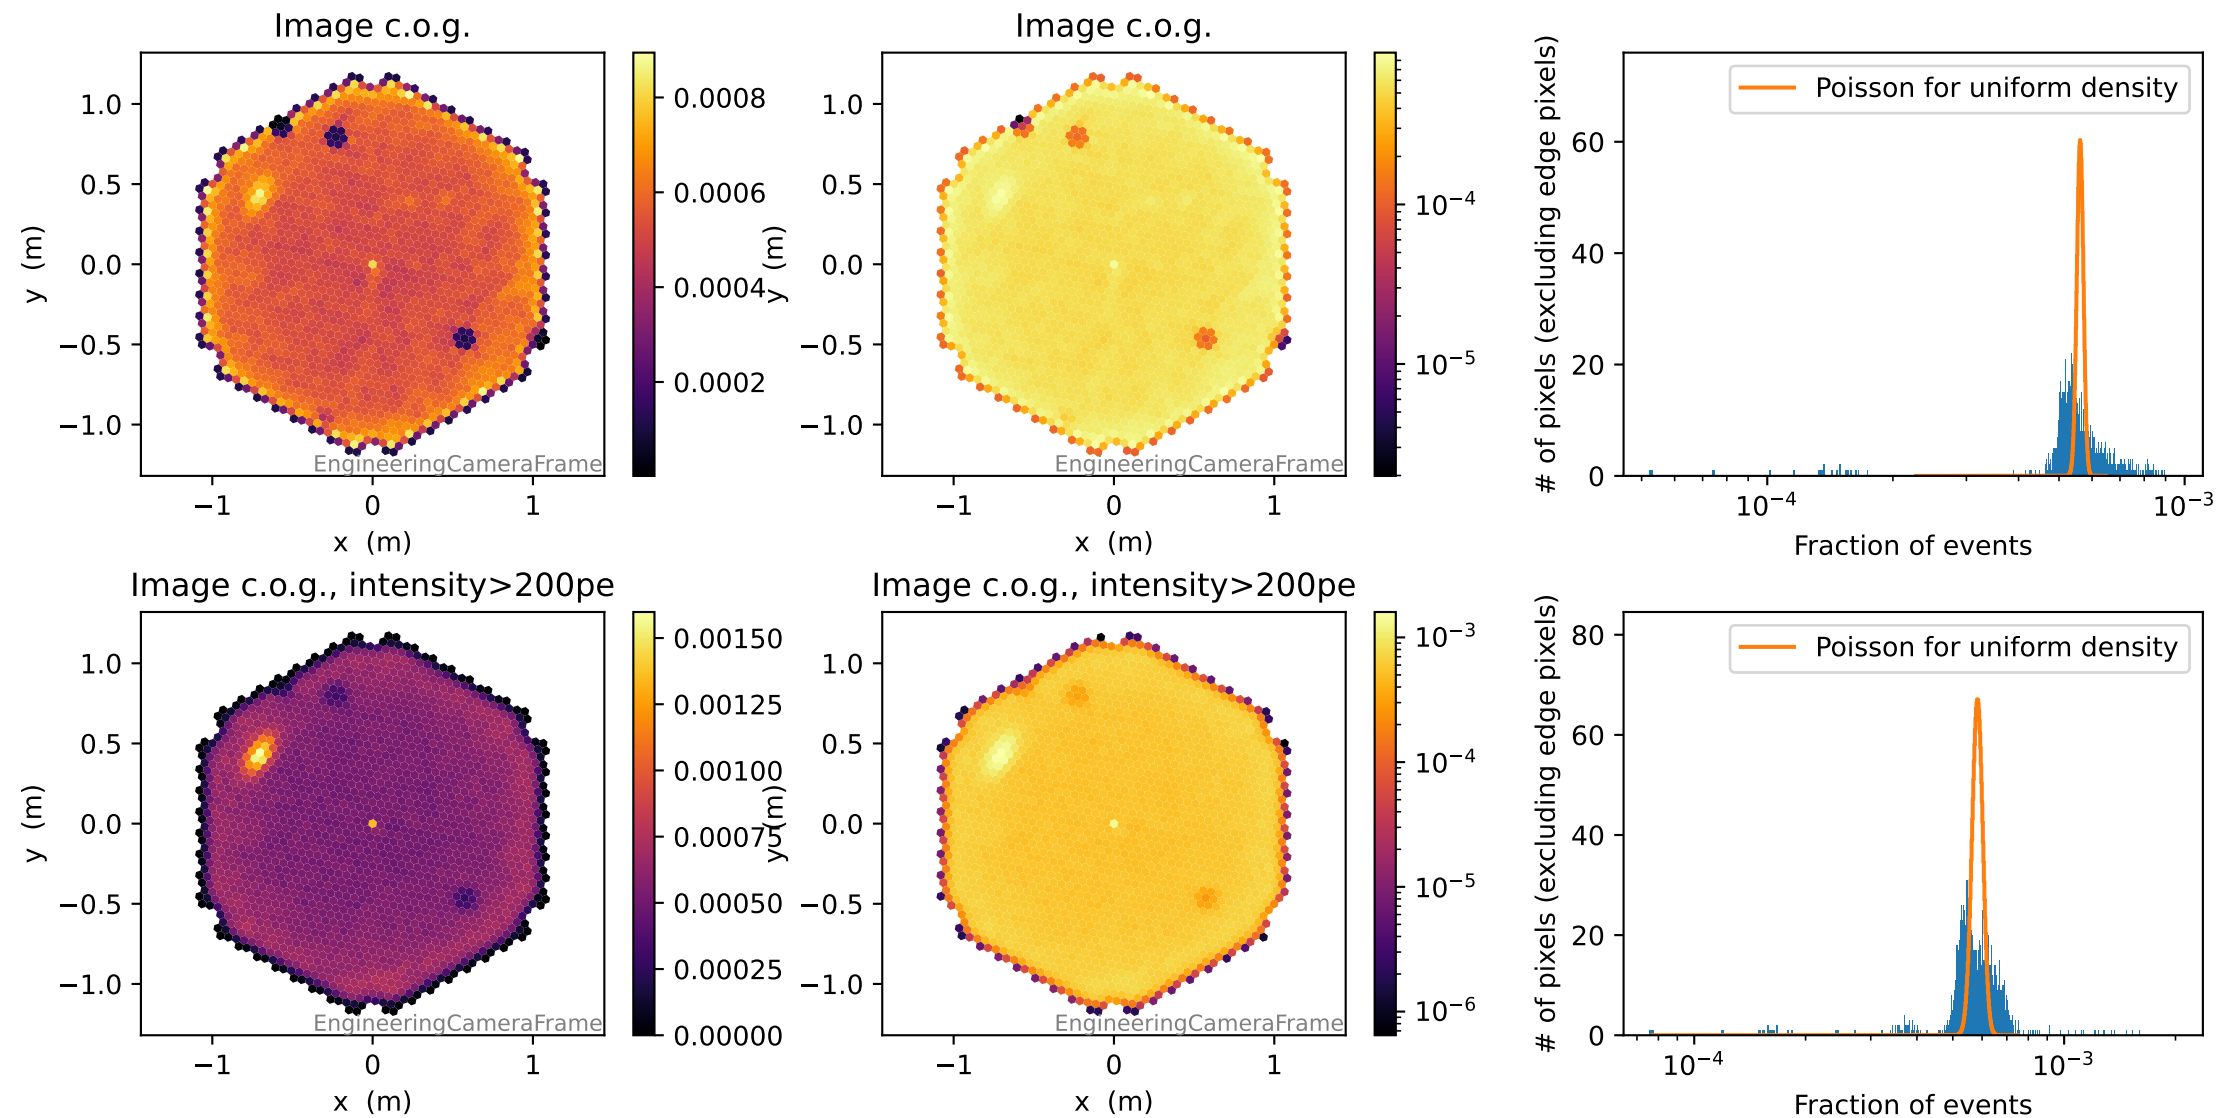 Image c.o.g.
1.0
0.5
0.0
−0.5
−1.0
y (m)
−1 0 1
x (m)
EngineeringCameraFrame
0.0008
0.0006
0.0004
0.0002
Image c.o.g.
1.0
0.5
0.0
−0.5
−1.0
y (m)
−1 0 1
x (m)
EngineeringCameraFrame
10−4
10−5
# of pixels (excluding edge pixels)
60
40
20
0
Poisson for uniform density
10−4 10−3
Fraction of events
Image c.o.g., intensity>200pe
1.0
0.5
0.0
−0.5
−1.0
y (m)
−1 0 1
x (m)
EngineeringCameraFrame
0.00150
0.00125
0.00100
0.00075
0.00050
0.00025
0.00000
Image c.o.g., intensity>200pe
1.0
0.5
0.0
−0.5
−1.0
y (m)
−1 0 1
x (m)
EngineeringCameraFrame
10−3
10−4
10−5
10−6
# of pixels (excluding edge pixels)
80
60
40
20
0
Poisson for uniform density
10−4 10−3
Fraction of events